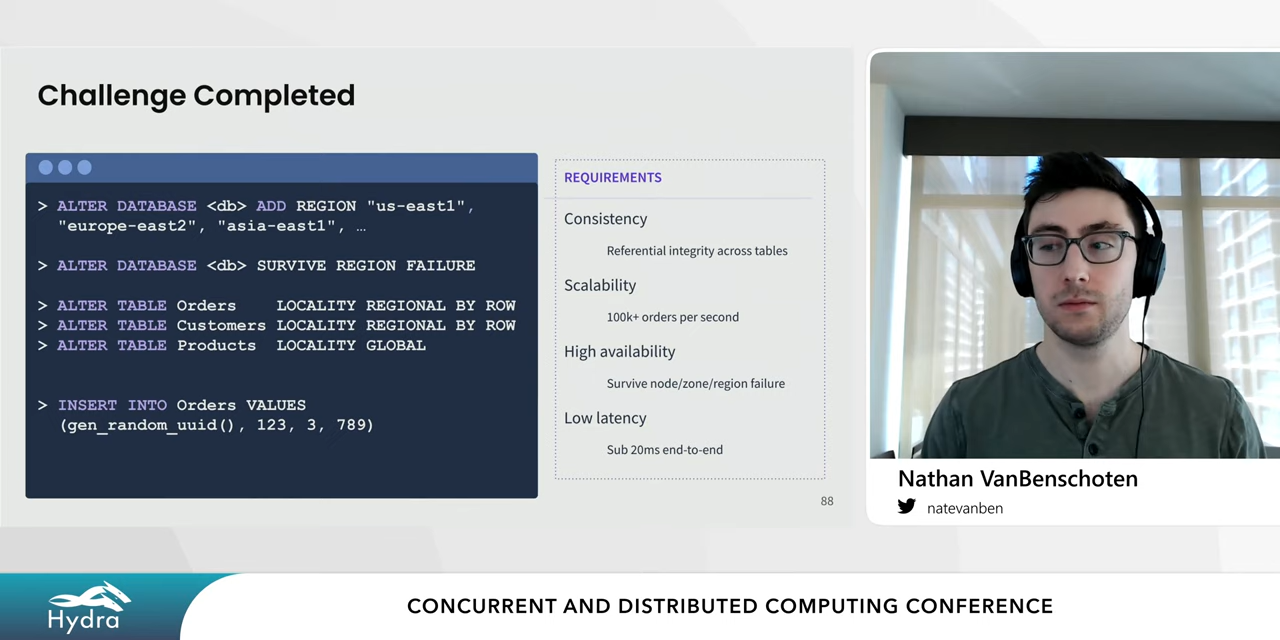 Challenge Completed
> ALTER DATABASE <db> ADD REGION "us-east1",
"europe-east2", "asia-east1", …
> ALTER DATABASE <db> SURVIVE REGION FAILURE
> ALTER TABLE Orders LOCALITY REGIONAL BY ROW
> ALTER TABLE Customers LOCALITY REGIONAL BY ROW
> ALTER TABLE Products LOCALITY GLOBAL
> INSERT INTO Orders VALUES
(gen_random_uuid(), 123, 3, 789)
REQUIREMENTS
Consistency
Referential integrity across tables
Scalability
100k+ orders per second
High availability
Survive node/zone/region failure
Low latency
Sub 20ms end-to-end
88
Nathan VanBenschoten
natevanben
Hydra
CONCURRENT AND DISTRIBUTED COMPUTING CONFERENCE